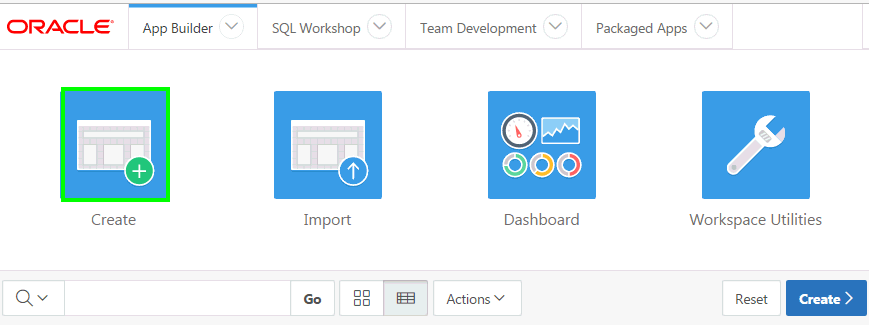 ORACLE App Builder SQL Workshop Team Development Packaged Apps
Create Import Dashboard Workspace Utilities
Go Actions Reset Create